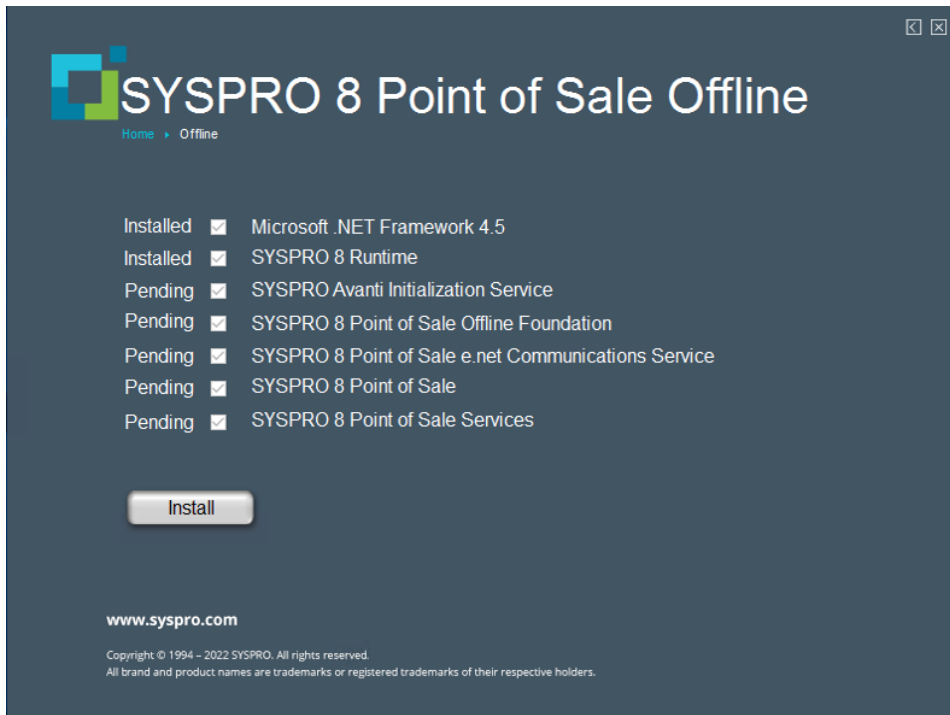 SYSPRO 8 Point of Sale Offline
Home ▸ Offline
Installed Microsoft .NET Framework 4.5
Installed SYSPRO 8 Runtime
Pending SYSPRO Avanti Initialization Service
Pending SYSPRO 8 Point of Sale Offline Foundation
Pending SYSPRO 8 Point of Sale e.net Communications Service
Pending SYSPRO 8 Point of Sale
Pending SYSPRO 8 Point of Sale Services
Install
www.syspro.com
Copyright © 1994 – 2022 SYSPRO. All rights reserved.
All brand and product names are trademarks or registered trademarks of their respective holders.